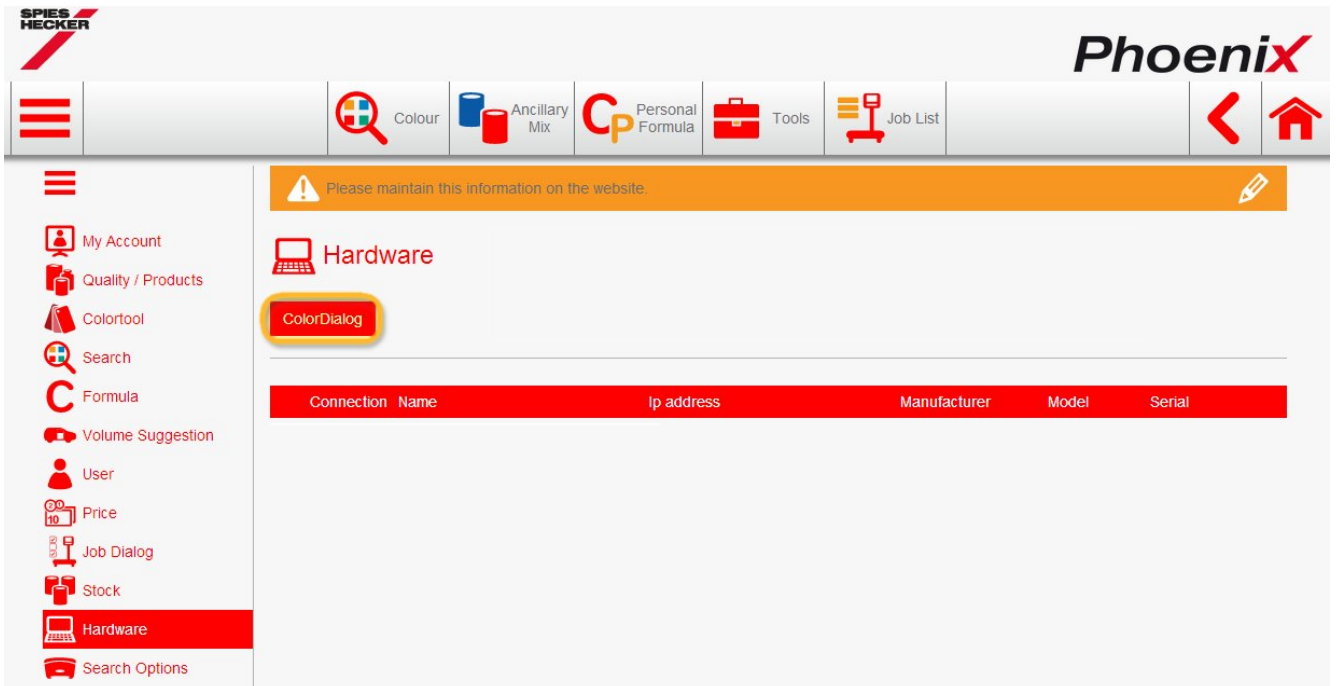 SPIES
HECKER
Phoenix
Colour
Ancillary
Mix
CP Personal
Formula
Tools
Job List
Please maintain this information on the website.
My Account
Quality / Products
Colortool
Search
C Formula
Volume Suggestion
User
Price
Job Dialog
Stock
Hardware
Search Options
Hardware
ColorDialog
Connection Name Ip address Manufacturer Model Serial